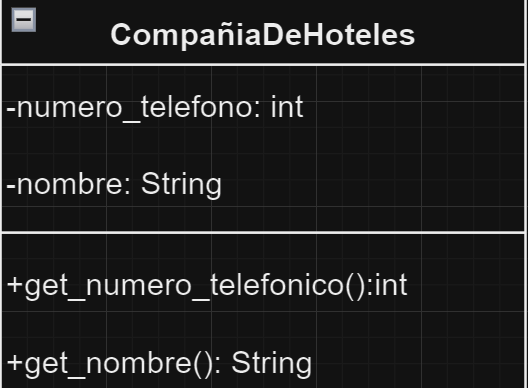 CompañiaDeHoteles
-numero_telefono: int
-nombre: String
+get_numero_telefonico():int
+get_nombre(): String